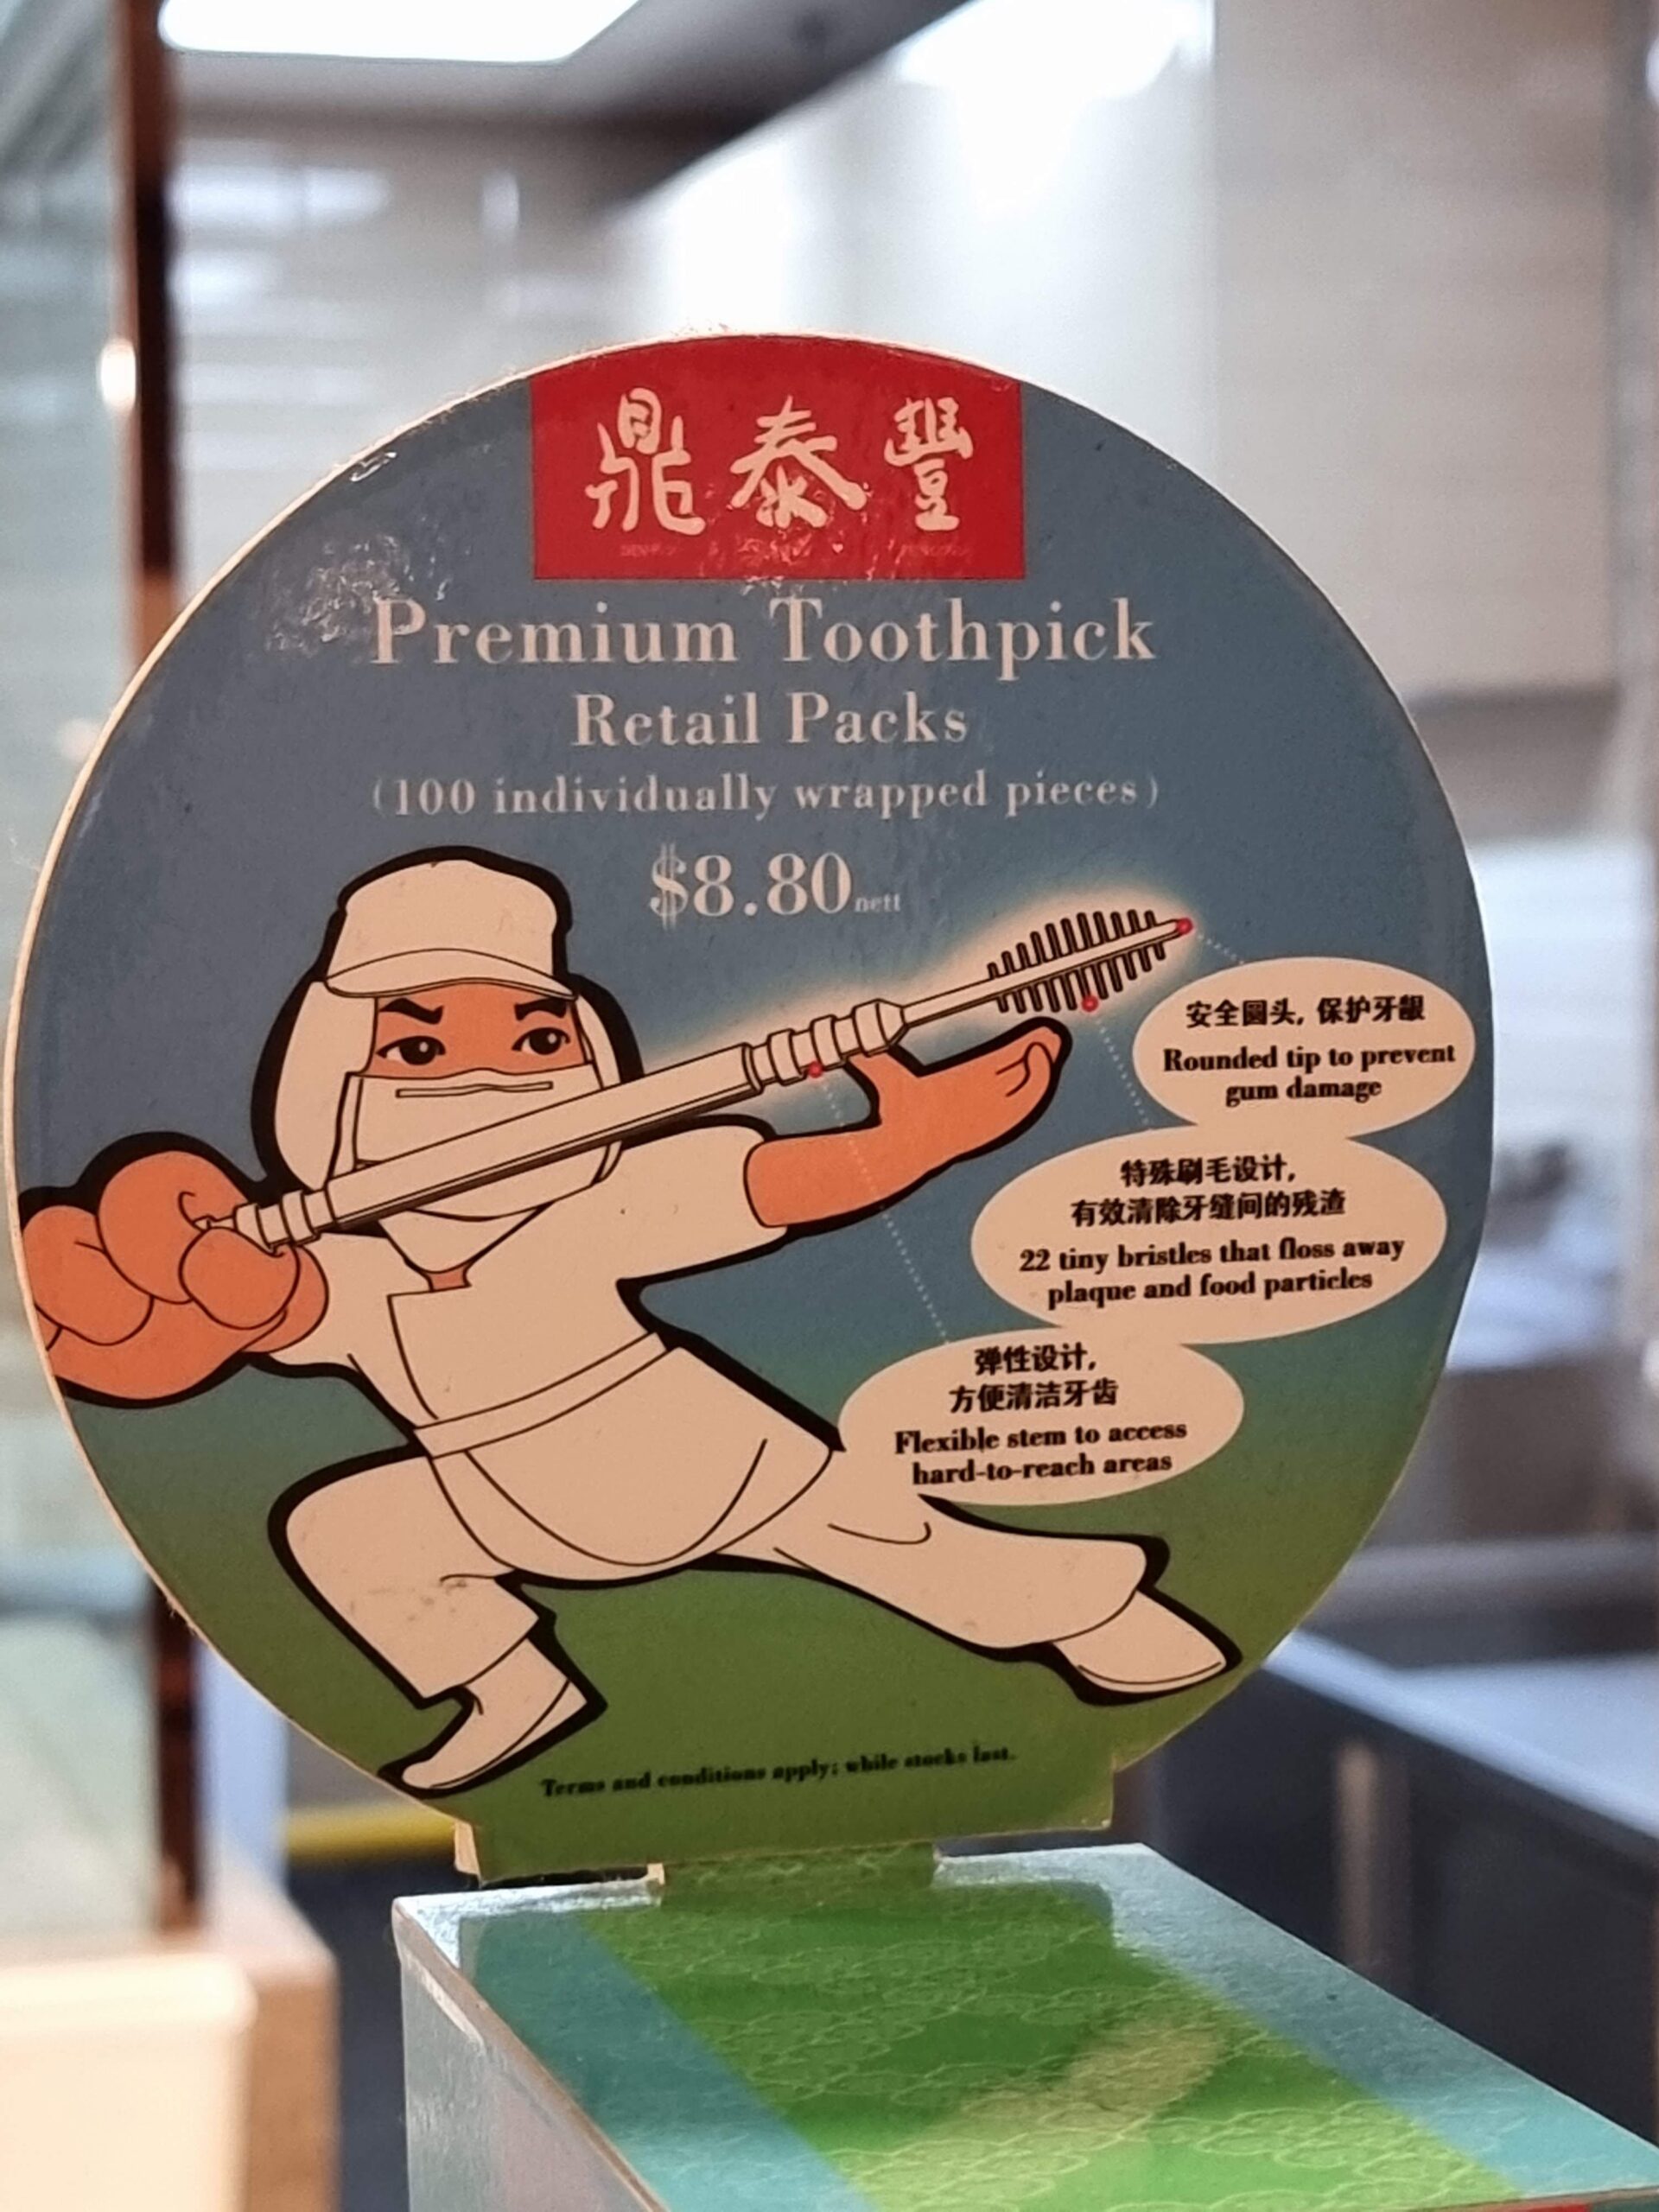 鼎泰豐
Premium Toothpick
Retail Packs
(100 individually wrapped pieces)
$8.80nett
安全圆头, 保护牙龈
Rounded tip to prevent
gum damage
特殊刷毛设计,
有效清除牙缝间的残渣
22 tiny bristles that floss away
plaque and food particles
弹性设计,
方便清洁牙齿
Flexible stem to access
hard-to-reach areas
Terms and conditions apply; while stocks last.